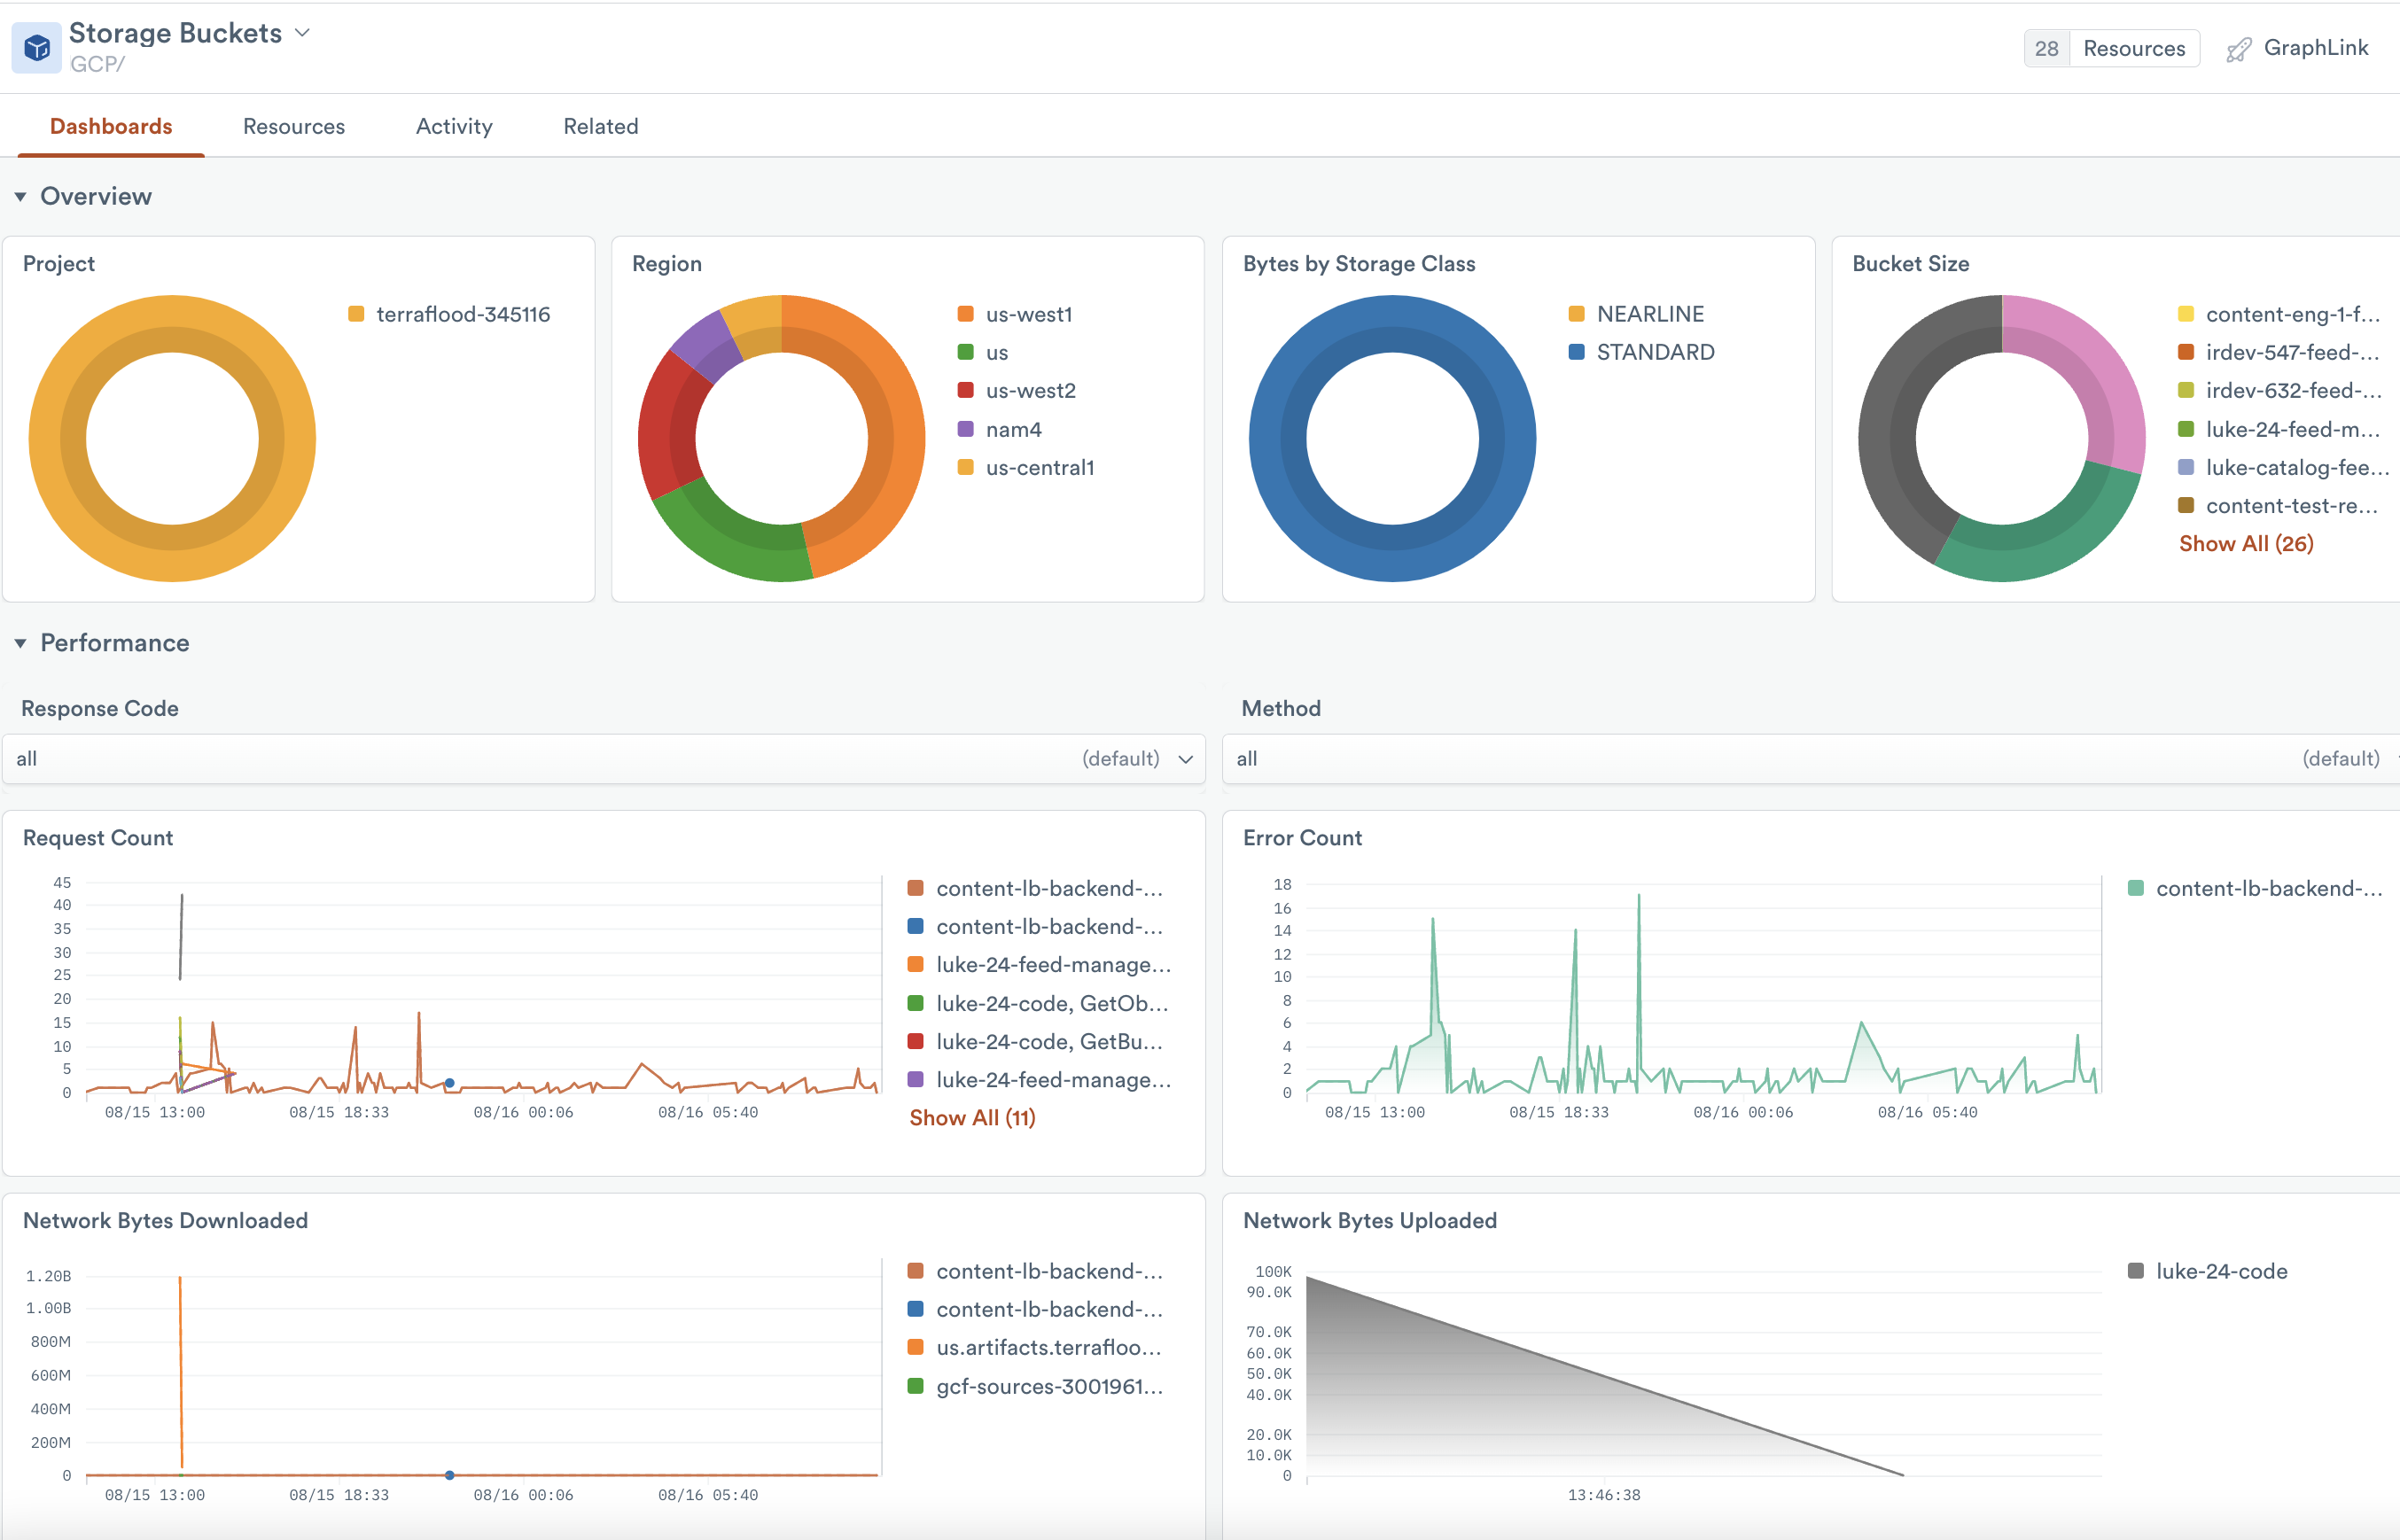 Storage Buckets
GCP/
28 Resources
GraphLink
Dashboards Resources Activity Related
Overview
Project
terraflood-345116
Region
us-west1
us
us-west2
nam4
us-central1
Bytes by Storage Class
NEARLINE
STANDARD
Bucket Size
content-eng-1-f...
irdev-547-feed-...
irdev-632-feed-...
luke-24-feed-m...
luke-catalog-fee...
content-test-re...
Show All (26)
Performance
Response Code
all (default)
Method
all (default)
Request Count
45
40
35
30
25
20
15
10
5
0
08/15 13:00 08/15 18:33 08/16 00:06 08/16 05:40
content-lb-backend-...
content-lb-backend-...
luke-24-feed-manage...
luke-24-code, GetOb...
luke-24-code, GetBu...
luke-24-feed-manage...
Show All (11)
Error Count
18
16
14
12
10
8
6
4
2
0
08/15 13:00 08/15 18:33 08/16 00:06 08/16 05:40
content-lb-backend-...
Network Bytes Downloaded
1.20B
1.00B
800M
600M
400M
200M
0
08/15 13:00 08/15 18:33 08/16 00:06 08/16 05:40
content-lb-backend-...
content-lb-backend-...
us.artifacts.terrafloo...
gcf-sources-3001961...
Network Bytes Uploaded
100K
90.0K
70.0K
60.0K
50.0K
40.0K
20.0K
10.0K
0
13:46:38
luke-24-code